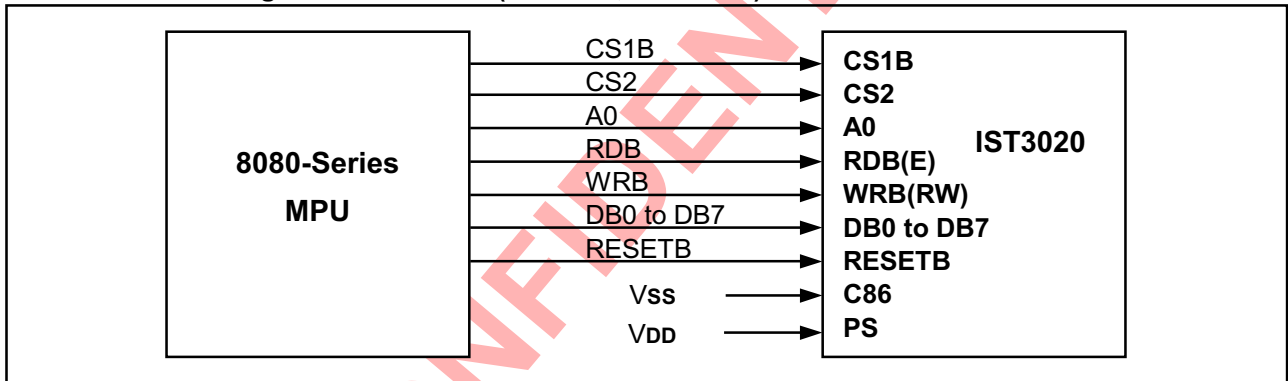 8080-Series
MPU
CS1B
CS2
A0
RDB
WRB
DB0 to DB7
RESETB
VSS
VDD
CS1B
CS2
A0
RDB(E)
WRB(RW)
DB0 to DB7
RESETB
C86
PS
IST3020